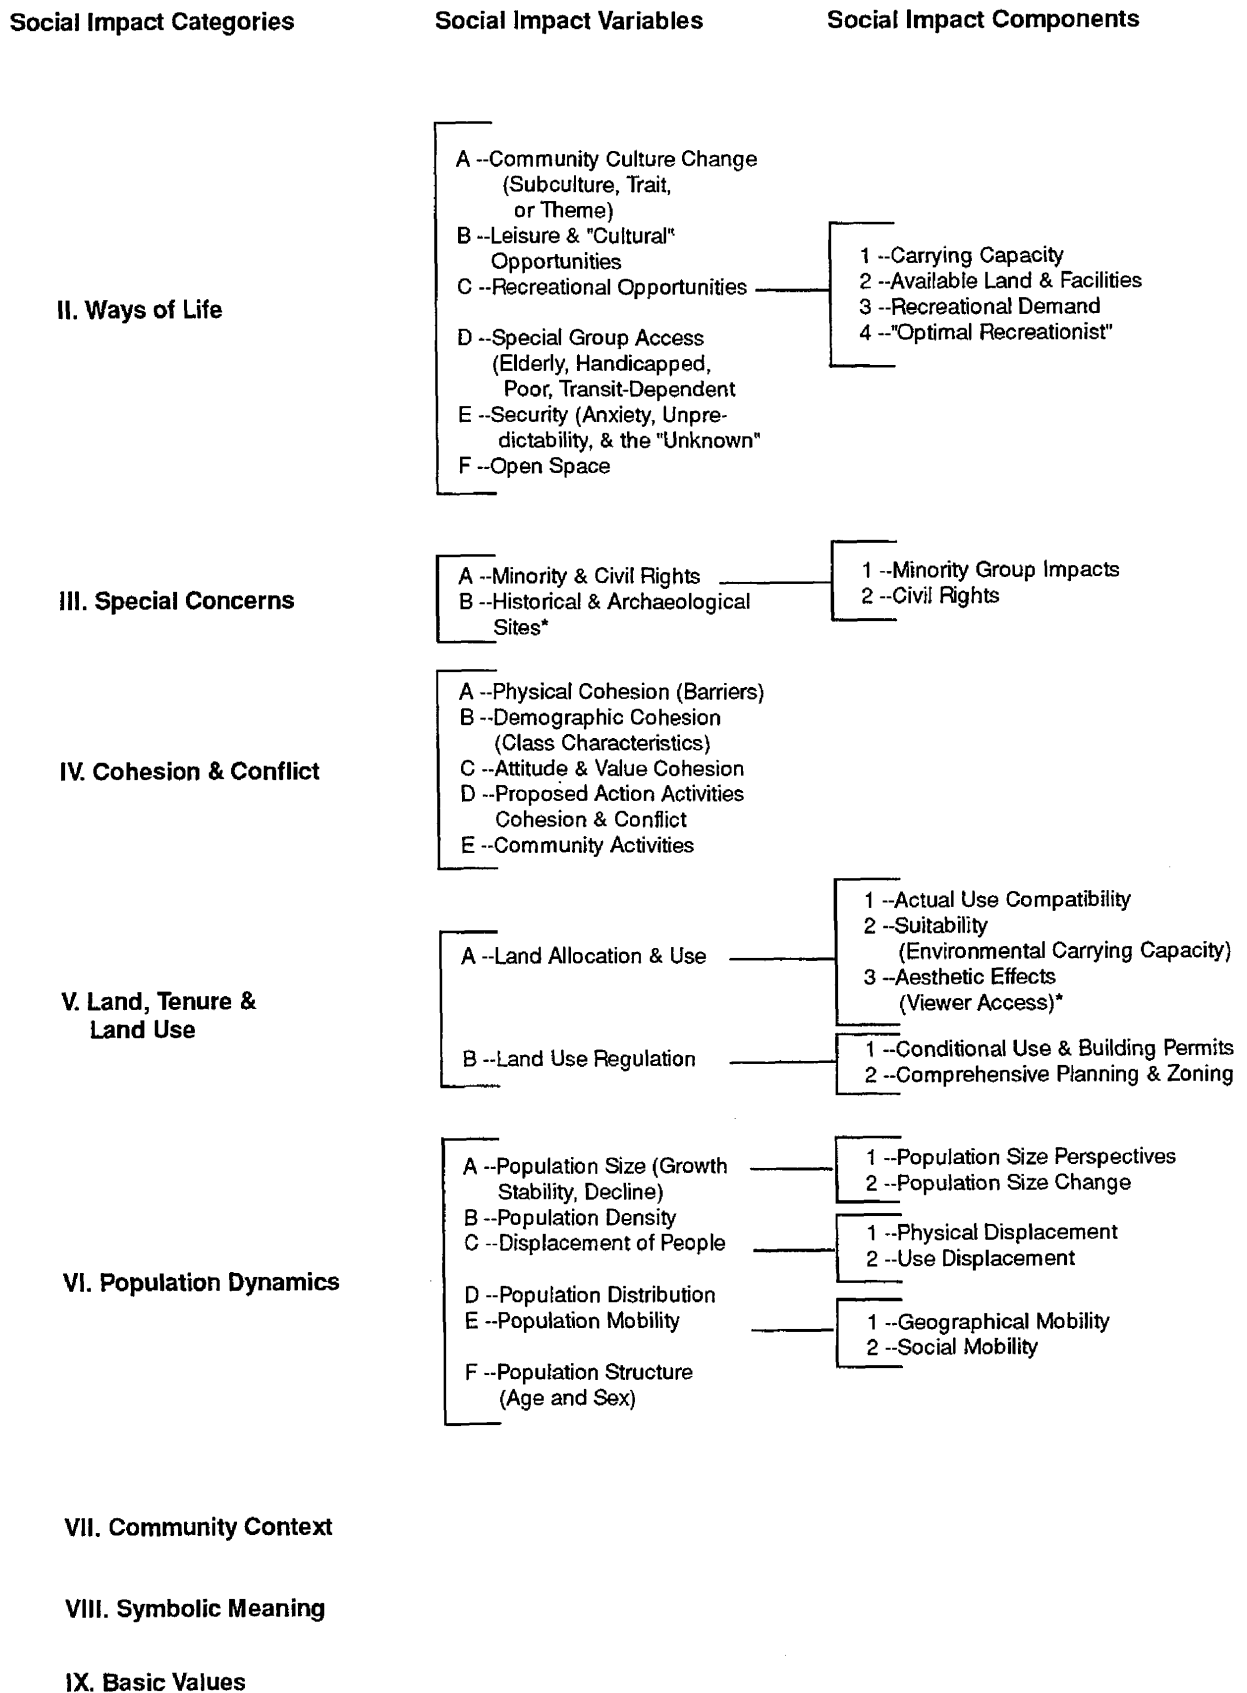 Social Impact Categories
Social Impact Variables
Social Impact Components
II. Ways of Life
A --Community Culture Change
(Subculture, Trait,
or Theme)
B --Leisure & "Cultural"
Opportunities
C --Recreational Opportunities
D --Special Group Access
(Elderly, Handicapped,
Poor, Transit-Dependent
E --Security (Anxiety, Unpre-
dictability, & the "Unknown"
F --Open Space
1 --Carrying Capacity
2 --Available Land & Facilities
3 --Recreational Demand
4 --"Optimal Recreationist"
III. Special Concerns
A --Minority & Civil Rights
B --Historical & Archaeological
Sites*
1 --Minority Group Impacts
2 --Civil Rights
IV. Cohesion & Conflict
A --Physical Cohesion (Barriers)
B --Demographic Cohesion
(Class Characteristics)
C --Attitude & Value Cohesion
D --Proposed Action Activities
Cohesion & Conflict
E --Community Activities
V. Land, Tenure &
Land Use
A --Land Allocation & Use
1 --Actual Use Compatibility
2 --Suitability
(Environmental Carrying Capacity)
3 --Aesthetic Effects
(Viewer Access)*
B --Land Use Regulation
1 --Conditional Use & Building Permits
2 --Comprehensive Planning & Zoning
VI. Population Dynamics
A --Population Size (Growth
Stability, Decline)
B --Population Density
C --Displacement of People
D --Population Distribution
E --Population Mobility
F --Population Structure
(Age and Sex)
1 --Population Size Perspectives
2 --Population Size Change
1 --Physical Displacement
2 --Use Displacement
1 --Geographical Mobility
2 --Social Mobility
VII. Community Context
VIII. Symbolic Meaning
IX. Basic Values